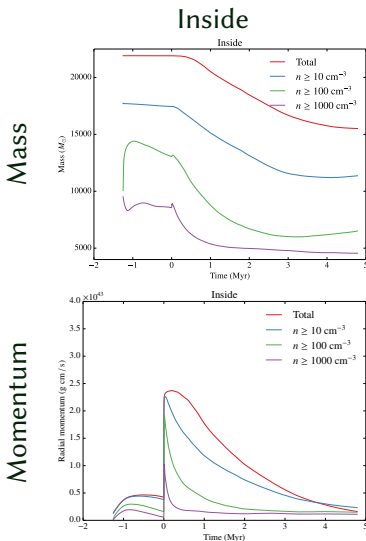 Inside
Inside
Total
n ≥ 10 cm⁻³
n ≥ 100 cm⁻³
n ≥ 1000 cm⁻³
Mass
Mass (M⊙)
20000
15000
10000
5000
−2 −1 0 1 2 3 4 5
Time (Myr)
Inside
×10⁴³
Total
n ≥ 10 cm⁻³
n ≥ 100 cm⁻³
n ≥ 1000 cm⁻³
Momentum
Radial momentum (g cm / s)
4.0
3.5
3.0
2.5
2.0
1.5
1.0
0.5
0.0
−2 −1 0 1 2 3 4 5
Time (Myr)